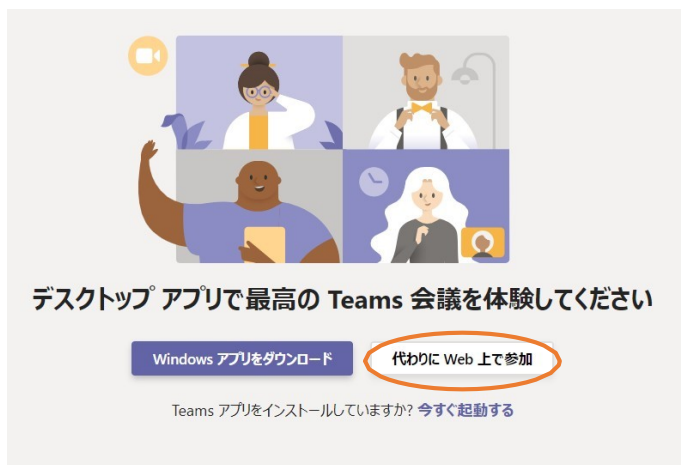 デスクトップ アプリで最高の Teams 会議を体験してください
Windows アプリをダウンロード
代わりに Web 上で参加
Teams アプリをインストールしていますか? 今すぐ起動する